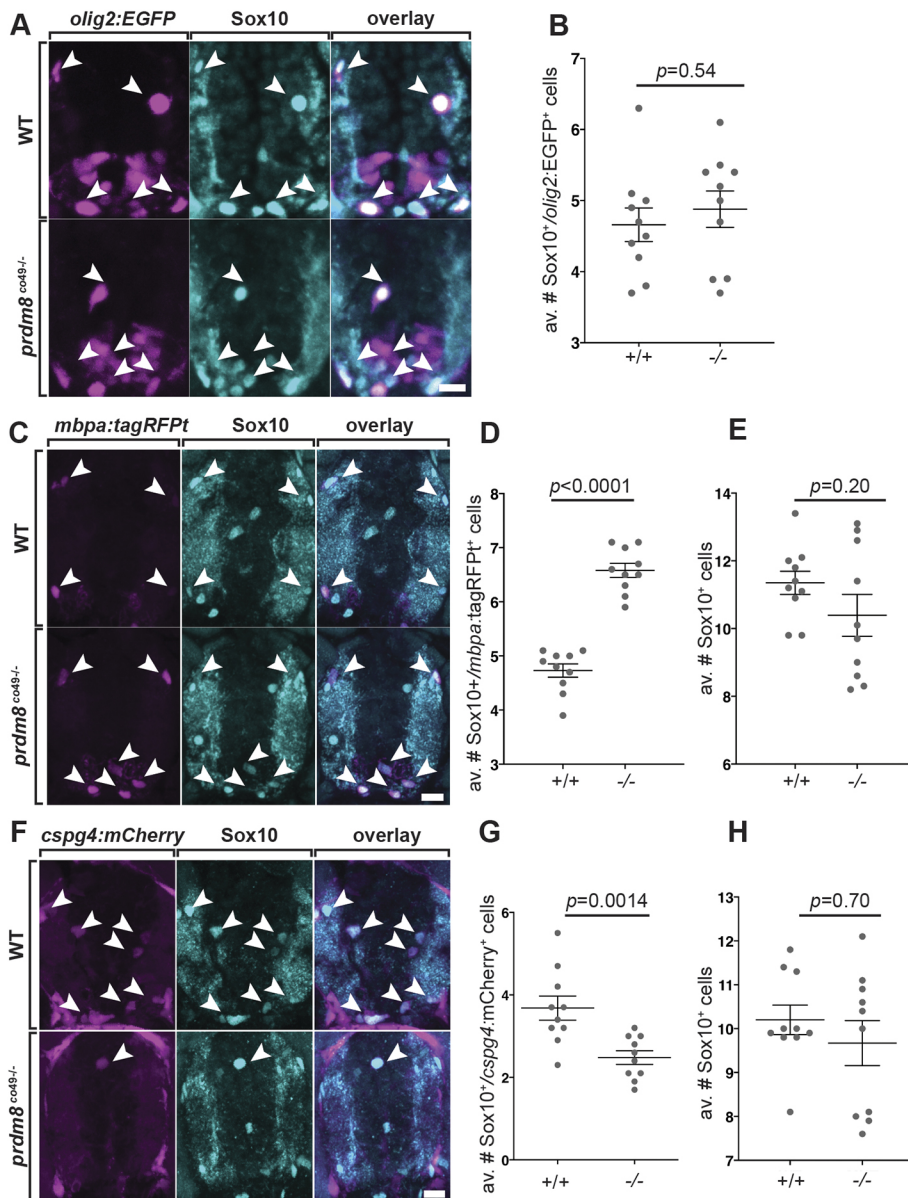 A
olig2:EGFP
Sox10
overlay
WT
prdm8 co49-/-
B
p=0.54
av. # Sox10+/olig2:EGFP+ cells
7
6
5
4
3
+/+
-/-
C
mbpa:tagRFPt
Sox10
overlay
WT
prdm8 co49-/-
D
p<0.0001
av. # Sox10+/mbpa:tagRFPt+ cells
8
7
6
5
4
3
+/+
-/-
E
p=0.20
av. # Sox10+ cells
14
12
10
8
6
+/+
-/-
F
cspg4:mCherry
Sox10
overlay
WT
prdm8 co49-/-
G
p=0.0014
av. # Sox10+/cspg4:mCherry+ cells
6
4
2
0
+/+
-/-
H
p=0.70
av. # Sox10+ cells
13
12
11
10
9
8
7
+/+
-/-